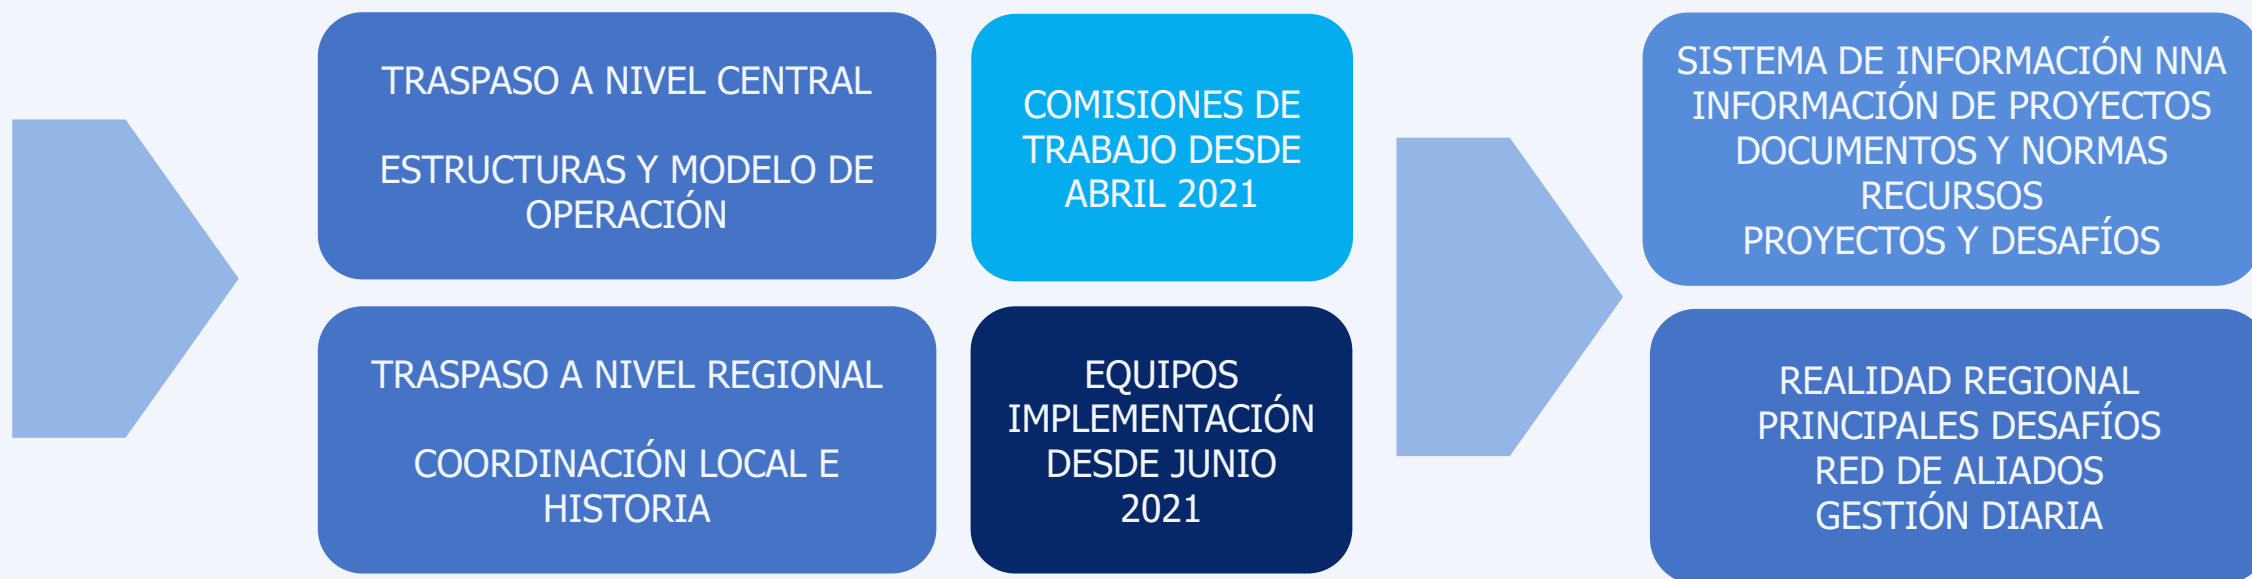 TRASPASO A NIVEL CENTRAL
ESTRUCTURAS Y MODELO DE
OPERACIÓN
COMISIONES DE
TRABAJO DESDE
ABRIL 2021
SISTEMA DE INFORMACIÓN NNA
INFORMACIÓN DE PROYECTOS
DOCUMENTOS Y NORMAS
RECURSOS
PROYECTOS Y DESAFÍOS
TRASPASO A NIVEL REGIONAL
COORDINACIÓN LOCAL E
HISTORIA
EQUIPOS
IMPLEMENTACIÓN
DESDE JUNIO
2021
REALIDAD REGIONAL
PRINCIPALES DESAFÍOS
RED DE ALIADOS
GESTIÓN DIARIA